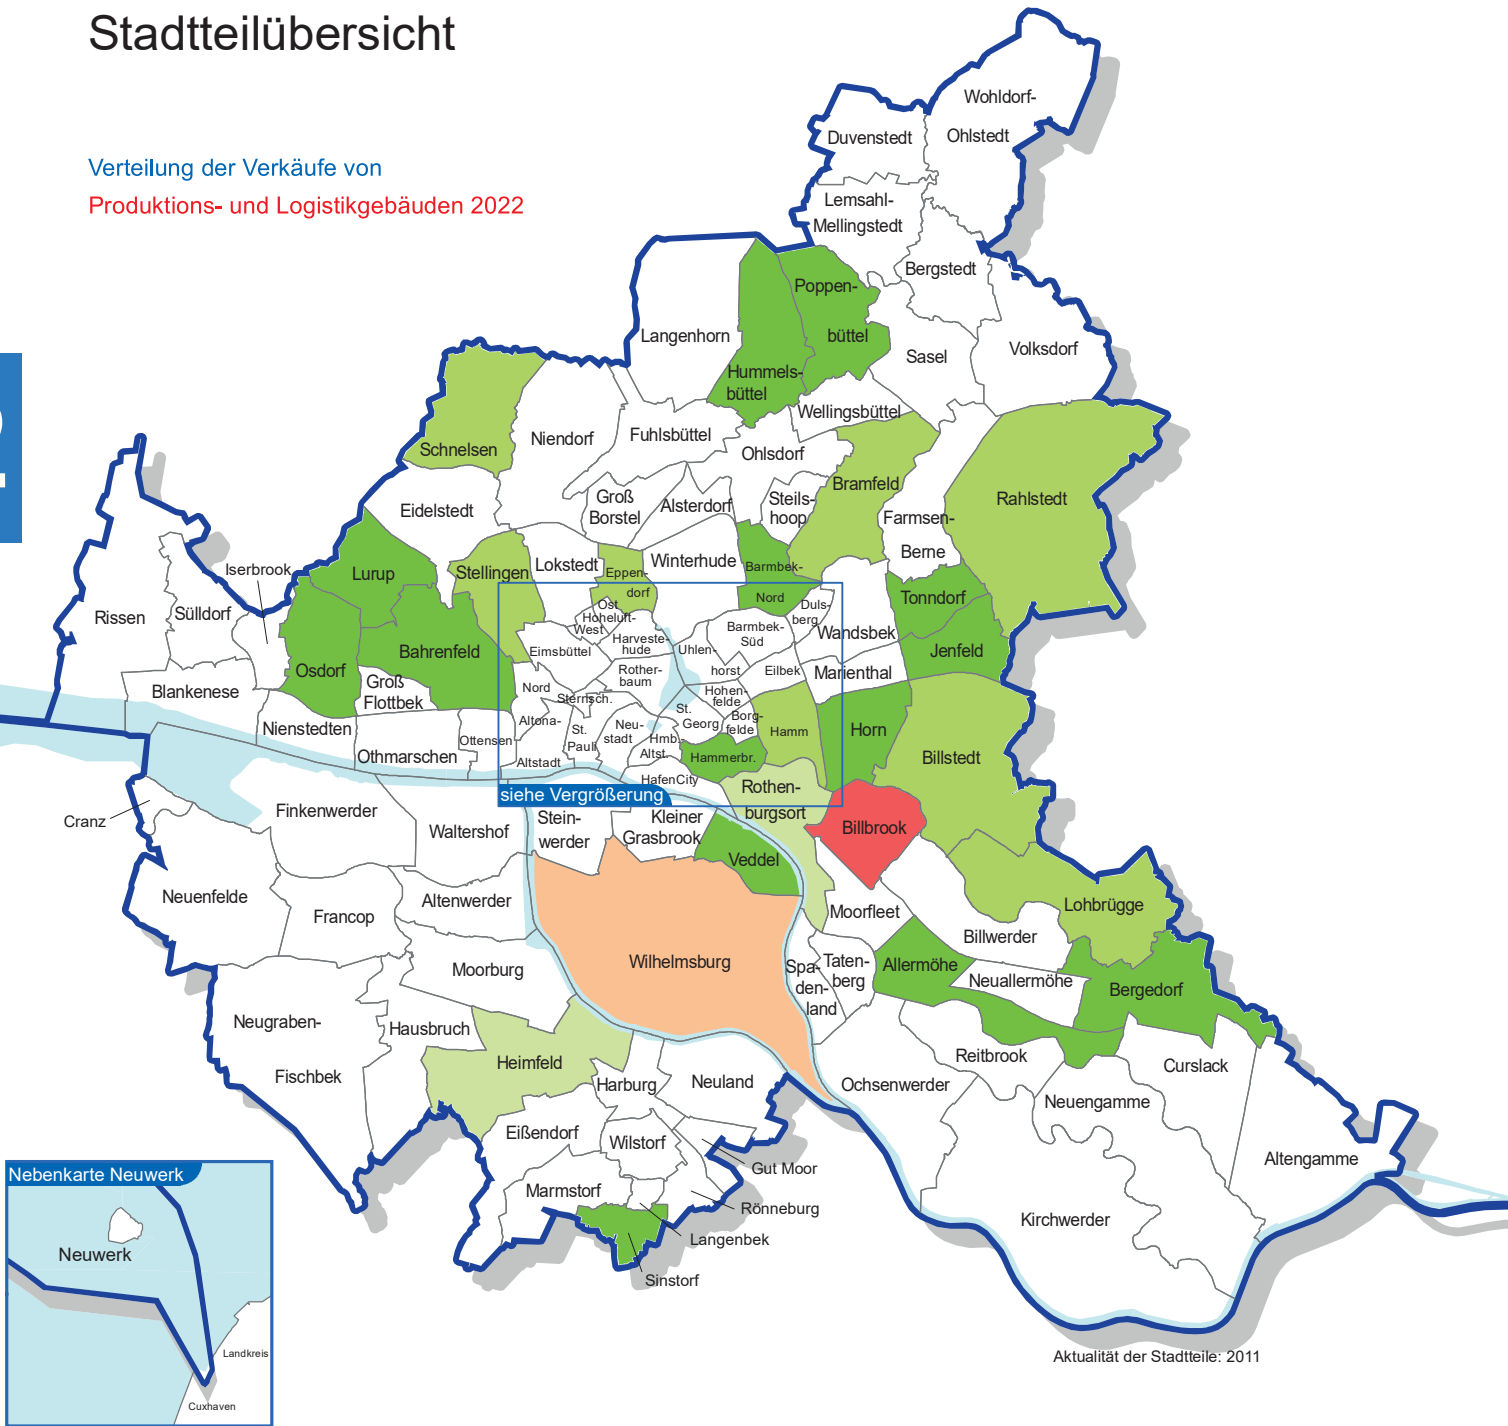 Stadtteilübersicht
Verteilung der Verkäufe von
Produktions- und Logistikgebäuden 2022
Wohldorf-
Ohlstedt
Duvenstedt
Lemsahl-
Mellingstedt
Bergstedt
Poppen-
büttel
Hummels-
büttel
Langenhorn
Sasel
Volksdorf
Wellingsbüttel
Schnelsen
Niendorf
Fuhlsbüttel
Ohlsdorf
Bramfeld
Rahlstedt
Eidelstedt
Groß
Borstel
Alsterdorf
Steils-
hoop
Farmsen-
Berne
Lurup
Stellingen
Lokstedt
Eppen-
dorf
Winterhude
Barmbek-
Nord
Tonndorf
Iserbrook
Rissen
Sülldorf
Osdorf
Bahrenfeld
Ost
Hoheluft-
West
Harveste-
hude
Eimsbüttel
Uhlen-
horst
Barmbek-
Süd
Duls-
berg
Wandsbek
Jenfeld
Blankenese
Groß
Flottbek
Nord
Rother-
baum
Eilbek
Marienthal
Nienstedten
Othmarschen
Ottensen
Altona-
Altstadt
Sternsch.
St.
Pauli
Neu-
stadt
Hmb.-
Altst.
St.
Georg
Hohen-
felde
Borg-
felde
Hamm
Horn
Billstedt
Hammerbr.
HafenCity
siehe Vergrößerung
Rothen-
burgsort
Billbrook
Cranz
Finkenwerder
Waltershof
Stein-
werder
Kleiner
Grasbrook
Veddel
Neuenfelde
Francop
Altenwerder
Moorfleet
Lohbrügge
Billwerder
Moorburg
Wilhelmsburg
Spa-
den-
land
Taten-
berg
Allermöhe
Neuallermöhe
Bergedorf
Neugraben-
Fischbek
Hausbruch
Heimfeld
Harburg
Neuland
Ochsenwerder
Reitbrook
Curslack
Neuengamme
Eißendorf
Wilstorf
Gut Moor
Altengamme
Marmstorf
Rönneburg
Langenbek
Sinstorf
Kirchwerder
Nebenkarte Neuwerk
Neuwerk
Landkreis
Cuxhaven
Aktualität der Stadtteile: 2011